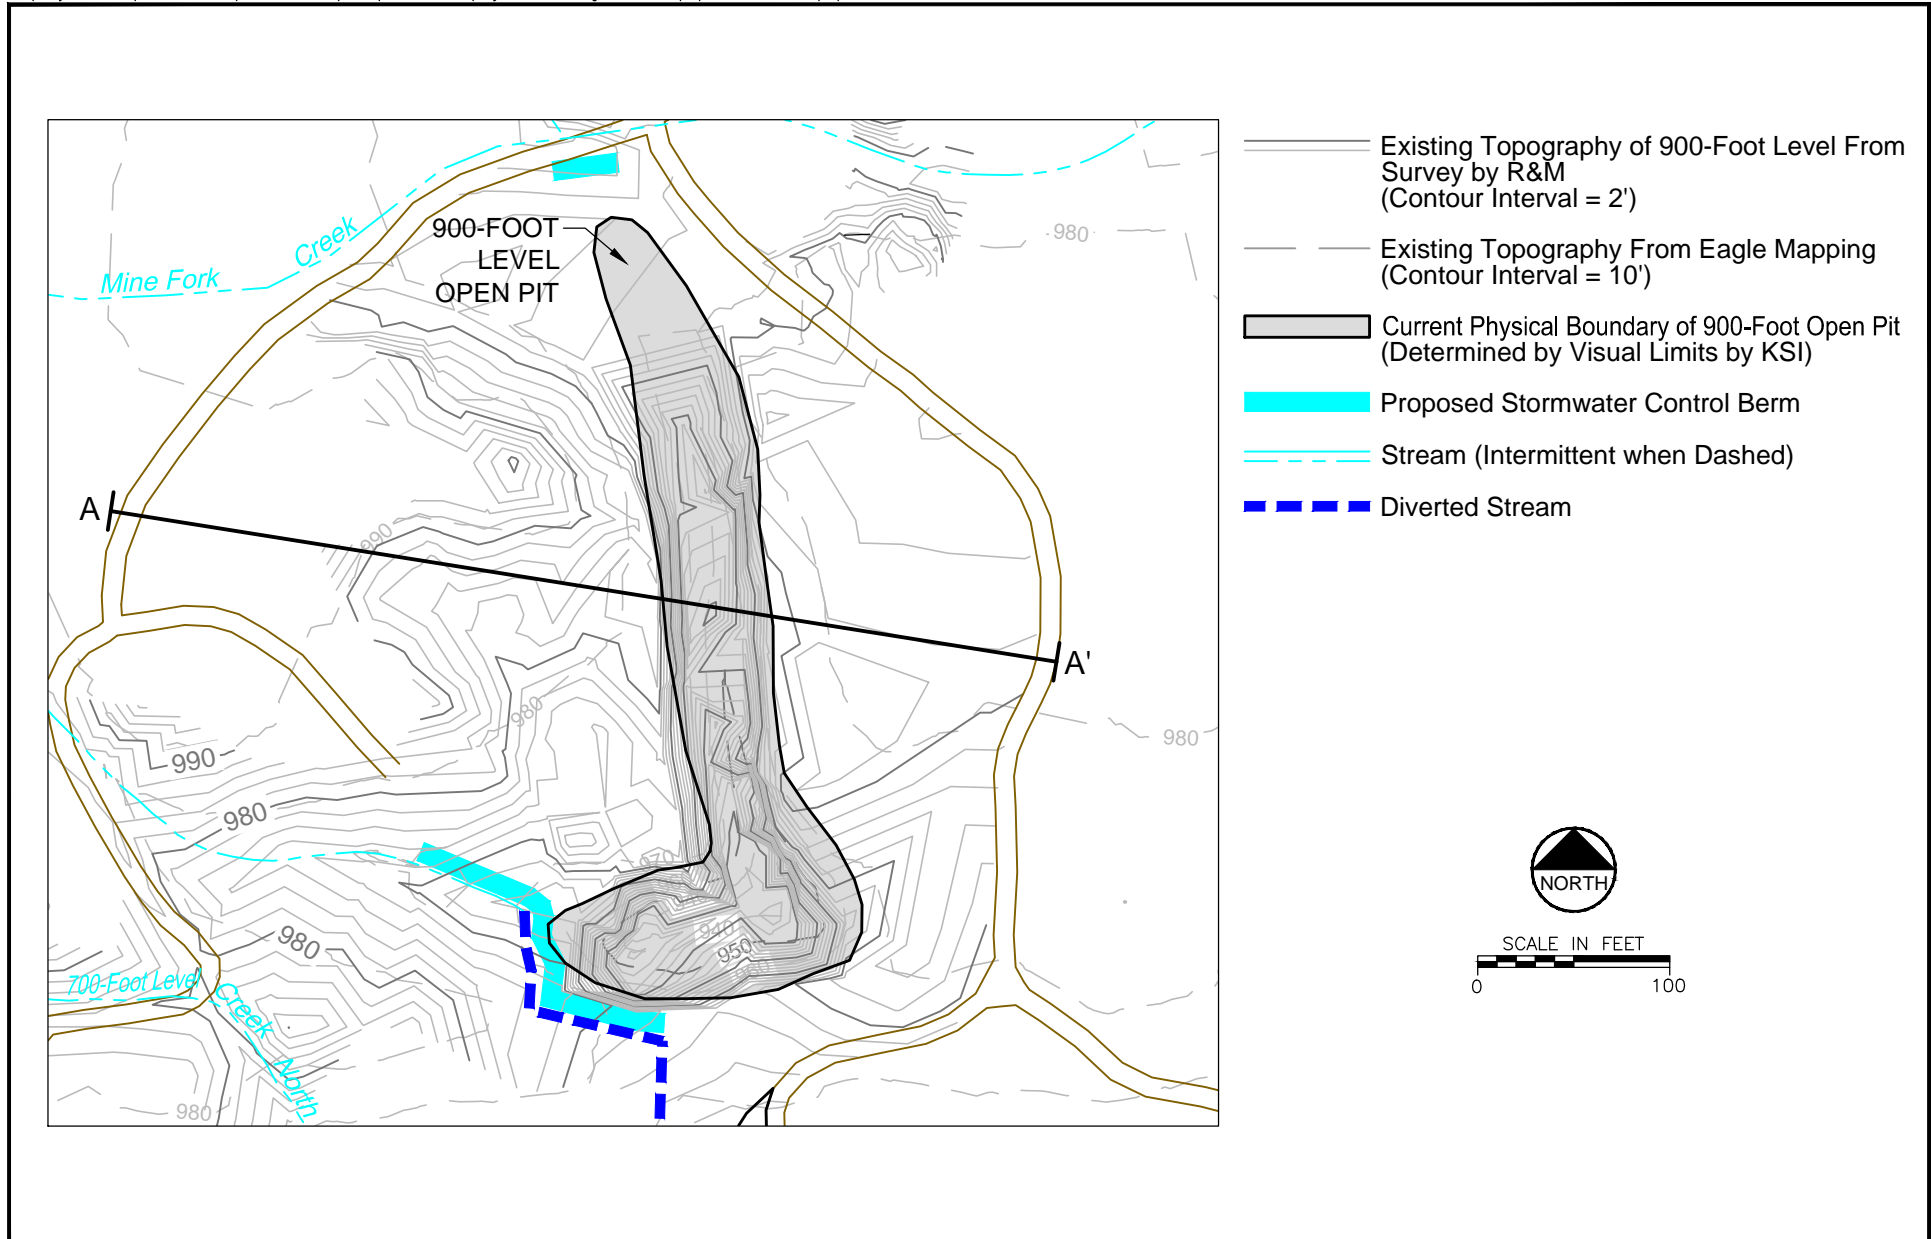 900-FOOT
LEVEL
OPEN PIT
Mine Fork
Creek
980
A
990
A'
980
980
990
980
970
980
940
950
700-Foot Level
Creek
North
980
Existing Topography of 900-Foot Level From
Survey by R&M
(Contour Interval = 2')
Existing Topography From Eagle Mapping
(Contour Interval = 10')
Current Physical Boundary of 900-Foot Open Pit
(Determined by Visual Limits by KSI)
Proposed Stormwater Control Berm
Stream (Intermittent when Dashed)
Diverted Stream
NORTH
SCALE IN FEET
0
100